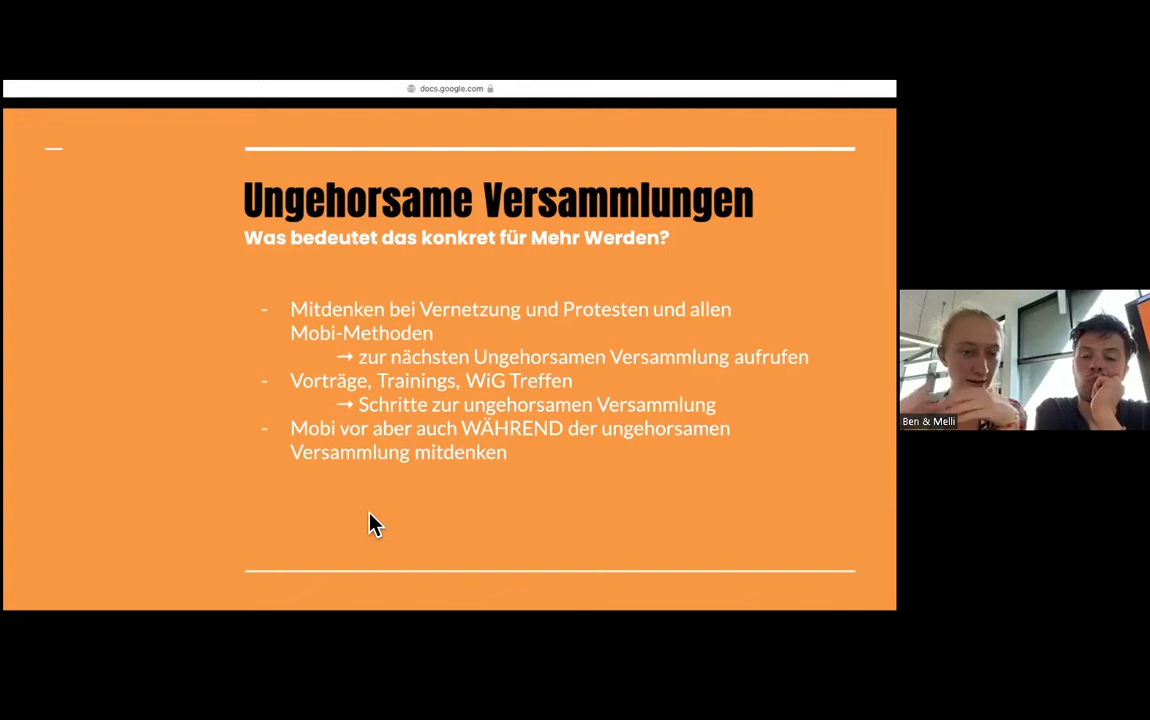 docs.google.com
Ungehorsame Versammlungen
Was bedeutet das konkret für Mehr Werden?
- Mitdenken bei Vernetzung und Protesten und allen
Mobi-Methoden
→ zur nächsten Ungehorsamen Versammlung aufrufen
- Vorträge, Trainings, WiG Treffen
→ Schritte zur ungehorsamen Versammlung
- Mobi vor aber auch WÄHREND der ungehorsamen
Versammlung mitdenken
Ben & Melli